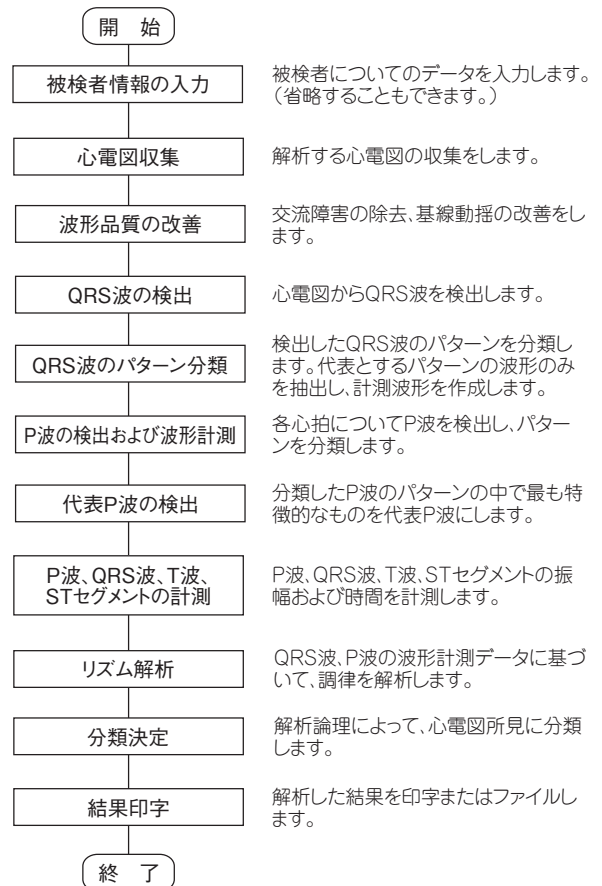 開 始
被検者情報の入力
被検者についてのデータを入力します。
（省略することもできます。）
心電図収集
解析する心電図の収集をします。
波形品質の改善
交流障害の除去、基線動揺の改善をし
ます。
QRS波の検出
心電図からQRS波を検出します。
QRS波のパターン分類
検出したQRS波のパターンを分類し
ます。代表とするパターンの波形のみ
を抽出し、計測波形を作成します。
P波の検出および波形計測
各心拍についてP波を検出し、パター
ンを分類します。
代表P波の検出
分類したP波のパターンの中で最も特
徴的なものを代表P波にします。
P波、QRS波、T波、
STセグメントの計測
P波、QRS波、T波、STセグメントの振
幅および時間を計測します。
リズム解析
QRS波、P波の波形計測データに基づ
いて、調律を解析します。
分類決定
解析論理によって、心電図所見に分類
します。
結果印字
解析した結果を印字またはファイルし
ます。
終 了